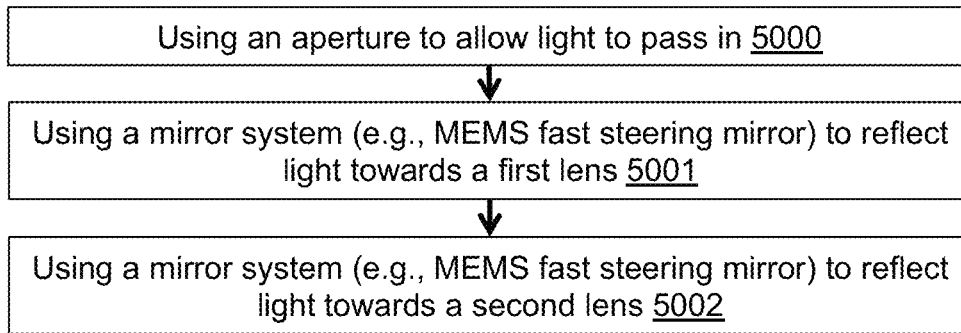 Using an aperture to allow light to pass in 5000
Using a mirror system (e.g., MEMS fast steering mirror) to reflect
light towards a first lens 5001
Using a mirror system (e.g., MEMS fast steering mirror) to reflect
light towards a second lens 5002